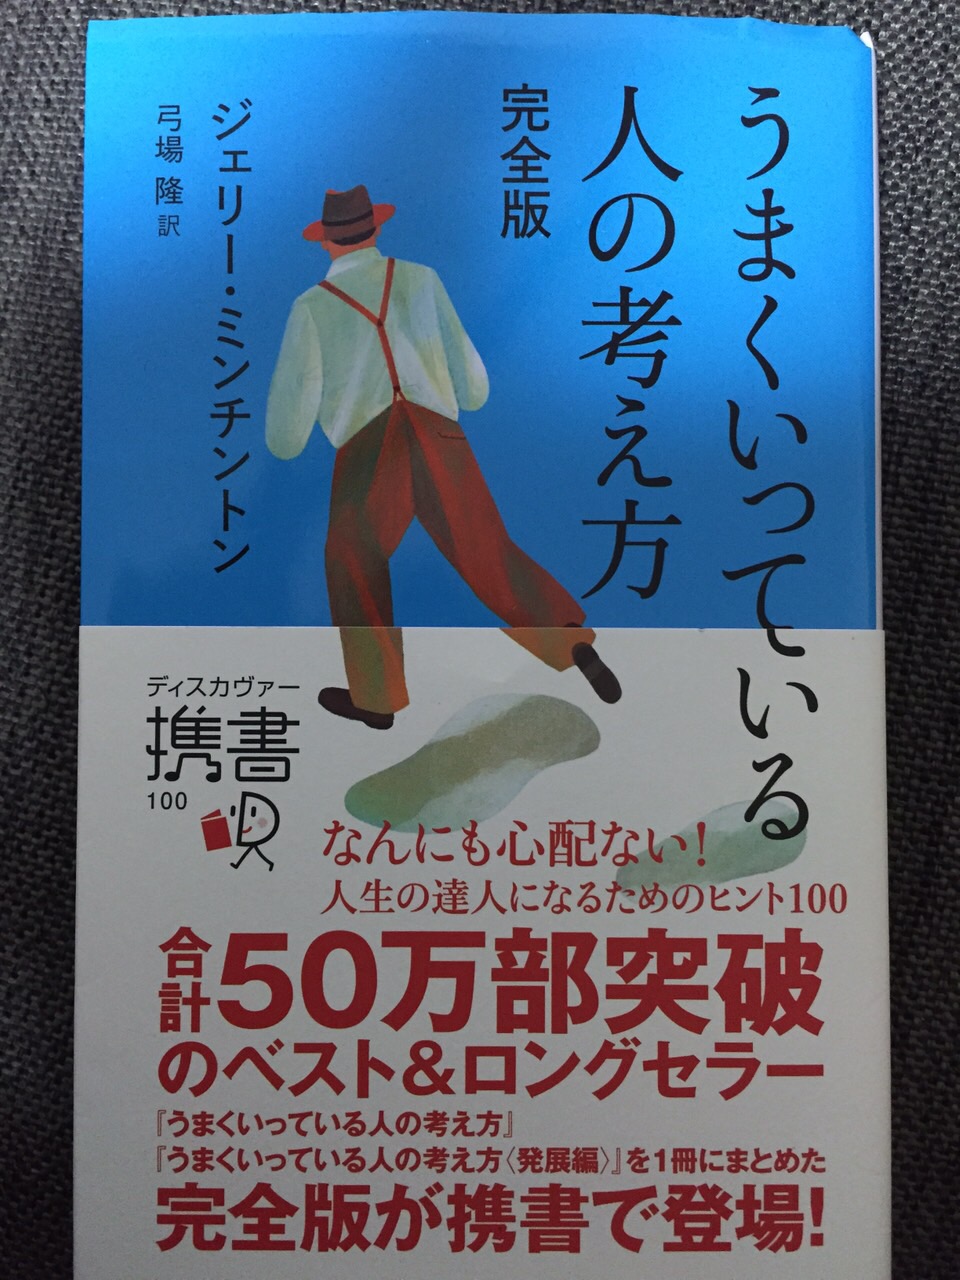 うまくいっている
人の考え方
完全版
ジェリー・ミンチントン
弓場 隆 訳
ディスカヴァー
携書
100
なんにも心配ない!
人生の達人になるためのヒント100
合計50万部突破
のベスト&ロングセラー
『うまくいっている人の考え方』
『うまくいっている人の考え方〈発展編〉』を1冊にまとめた
完全版が携書で登場!